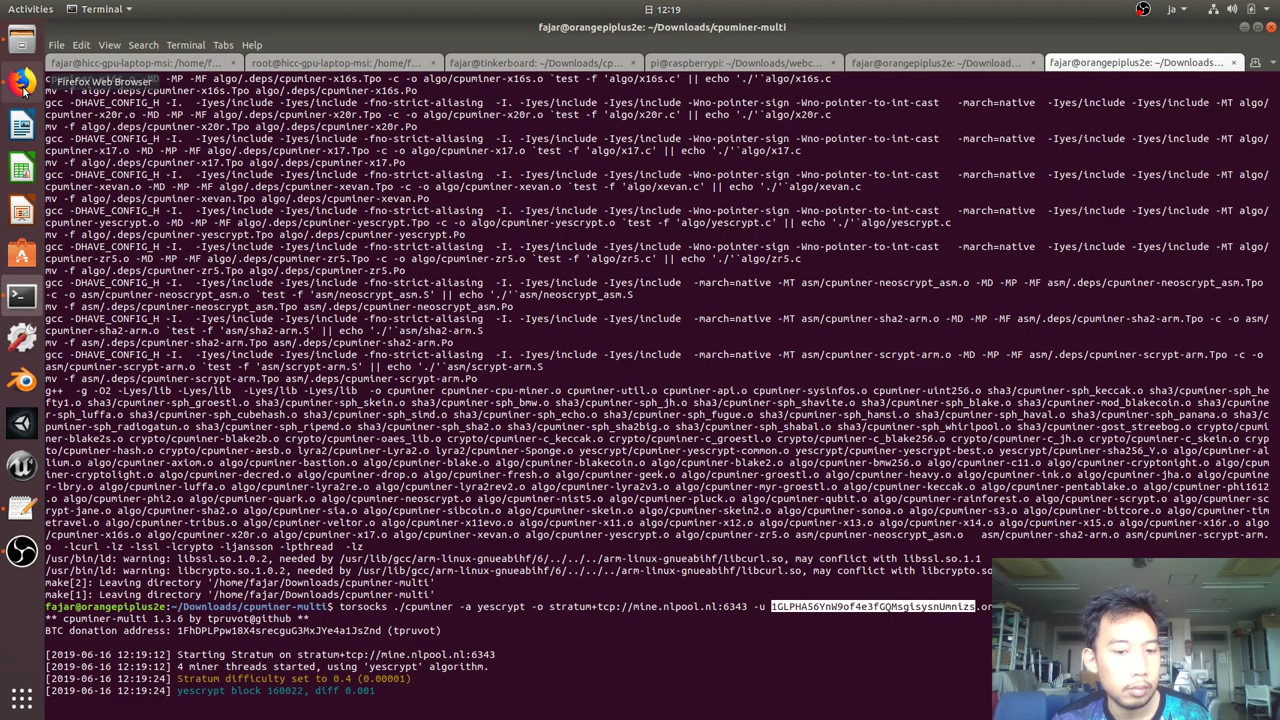 Activities
Terminal
日 12:19
ja
fajar@orangepiplus2e: ~/Downloads/cpuminer-multi
File Edit View Search Terminal Tabs Help
fajar@hicc-gpu-laptop-msi: /home/f...
root@hicc-gpu-laptop-msi: /home/f...
fajar@tinkerboard: ~/Downloads/cp...
pi@raspberrypi: ~/Downloads/webc...
fajar@orangepiplus2e: ~/Downloads/...
fajar@orangepiplus2e: ~/Downloads...
Firefox Web Browser
-MD -MP -MF algo/.deps/cpuminer-x16s.Tpo -c -o algo/cpuminer-x16s.o `test -f 'algo/x16s.c' || echo './'`algo/x16s.c
mv -f algo/.deps/cpuminer-x16s.Tpo algo/.deps/cpuminer-x16s.Po
gcc -DHAVE_CONFIG_H -I. -Iyes/include -Iyes/include -fno-strict-aliasing -I. -Iyes/include -Iyes/include -Wno-pointer-sign -Wno-pointer-to-int-cast -march=native -Iyes/include -MT algo/
cpuminer-x20r.o -MD -MP -MF algo/.deps/cpuminer-x20r.Tpo -c -o algo/cpuminer-x20r.o `test -f 'algo/x20r.c' || echo './'`algo/x20r.c
mv -f algo/.deps/cpuminer-x20r.Tpo algo/.deps/cpuminer-x20r.Po
gcc -DHAVE_CONFIG_H -I. -Iyes/include -Iyes/include -fno-strict-aliasing -I. -Iyes/include -Iyes/include -Wno-pointer-sign -Wno-pointer-to-int-cast -march=native -Iyes/include -MT algo/
cpuminer-x17.o -MD -MP -MF algo/.deps/cpuminer-x17.Tpo -c -o algo/cpuminer-x17.o `test -f 'algo/x17.c' || echo './'`algo/x17.c
mv -f algo/.deps/cpuminer-x17.Tpo algo/.deps/cpuminer-x17.Po
gcc -DHAVE_CONFIG_H -I. -Iyes/include -Iyes/include -fno-strict-aliasing -I. -Iyes/include -Iyes/include -Wno-pointer-sign -Wno-pointer-to-int-cast -march=native -Iyes/include -MT algo/
cpuminer-xevan.o -MD -MP -MF algo/.deps/cpuminer-xevan.Tpo -c -o algo/cpuminer-xevan.o `test -f 'algo/xevan.c' || echo './'`algo/xevan.c
mv -f algo/.deps/cpuminer-xevan.Tpo algo/.deps/cpuminer-xevan.Po
gcc -DHAVE_CONFIG_H -I. -Iyes/include -Iyes/include -fno-strict-aliasing -I. -Iyes/include -Iyes/include -Wno-pointer-sign -Wno-pointer-to-int-cast -march=native -Iyes/include -MT algo/
cpuminer-yescrypt.o -MD -MP -MF algo/.deps/cpuminer-yescrypt.Tpo -c -o algo/cpuminer-yescrypt.o `test -f 'algo/yescrypt.c' || echo './'`algo/yescrypt.c
mv -f algo/.deps/cpuminer-yescrypt.Tpo algo/.deps/cpuminer-yescrypt.Po
gcc -DHAVE_CONFIG_H -I. -Iyes/include -Iyes/include -fno-strict-aliasing -I. -Iyes/include -Iyes/include -Wno-pointer-sign -Wno-pointer-to-int-cast -march=native -Iyes/include -MT algo/
cpuminer-zr5.o -MD -MP -MF algo/.deps/cpuminer-zr5.Tpo -c -o algo/cpuminer-zr5.o `test -f 'algo/zr5.c' || echo './'`algo/zr5.c
mv -f algo/.deps/cpuminer-zr5.Tpo algo/.deps/cpuminer-zr5.Po
gcc -DHAVE_CONFIG_H -I. -Iyes/include -Iyes/include -fno-strict-aliasing -I. -Iyes/include -Iyes/include -march=native -MT asm/cpuminer-neoscrypt_asm.o -MD -MP -MF asm/.deps/cpuminer-neoscrypt_asm.Tpo
-c -o asm/cpuminer-neoscrypt_asm.o `test -f 'asm/neoscrypt_asm.S' || echo './'`asm/neoscrypt_asm.S
mv -f asm/.deps/cpuminer-neoscrypt_asm.Tpo asm/.deps/cpuminer-neoscrypt_asm.Po
gcc -DHAVE_CONFIG_H -I. -Iyes/include -Iyes/include -fno-strict-aliasing -I. -Iyes/include -Iyes/include -march=native -MT asm/cpuminer-sha2-arm.o -MD -MP -MF asm/.deps/cpuminer-sha2-arm.Tpo -c -o asm/
cpuminer-sha2-arm.o `test -f 'asm/sha2-arm.S' || echo './'`asm/sha2-arm.S
mv -f asm/.deps/cpuminer-sha2-arm.Tpo asm/.deps/cpuminer-sha2-arm.Po
gcc -DHAVE_CONFIG_H -I. -Iyes/include -Iyes/include -fno-strict-aliasing -I. -Iyes/include -Iyes/include -march=native -MT asm/cpuminer-scrypt-arm.o -MD -MP -MF asm/.deps/cpuminer-scrypt-arm.Tpo -c -o
asm/cpuminer-scrypt-arm.o `test -f 'asm/scrypt-arm.S' || echo './'`asm/scrypt-arm.S
mv -f asm/.deps/cpuminer-scrypt-arm.Tpo asm/.deps/cpuminer-scrypt-arm.Po
g++ -g -O2 -Lyes/lib -Lyes/lib -Lyes/lib -o cpuminer cpuminer-cpu-miner.o cpuminer-util.o cpuminer-api.o cpuminer-sysinfos.o cpuminer-uint256.o sha3/cpuminer-sph_keccak.o sha3/cpuminer-sph_he
fty1.o sha3/cpuminer-sph_groestl.o sha3/cpuminer-sph_skein.o sha3/cpuminer-sph_bmw.o sha3/cpuminer-sph_jh.o sha3/cpuminer-sph_shavite.o sha3/cpuminer-sph_blake.o sha3/cpuminer-mod_blakecoin.o sha3/cpumine
r-sph_luffa.o sha3/cpuminer-sph_cubehash.o sha3/cpuminer-sph_simd.o sha3/cpuminer-sph_echo.o sha3/cpuminer-sph_fugue.o sha3/cpuminer-sph_hamsi.o sha3/cpuminer-sph_haval.o sha3/cpuminer-sph_panama.o sha3/c
puminer-sph_radiogatun.o sha3/cpuminer-sph_ripemd.o sha3/cpuminer-sph_sha2.o sha3/cpuminer-sph_sha2big.o sha3/cpuminer-sph_shabal.o sha3/cpuminer-sph_whirlpool.o sha3/cpuminer-gost_streebog.o crypto/cpumi
ner-blake2s.o crypto/cpuminer-blake2b.o crypto/cpuminer-oaes_lib.o crypto/cpuminer-c_keccak.o crypto/cpuminer-c_groestl.o crypto/cpuminer-c_blake256.o crypto/cpuminer-c_jh.o crypto/cpuminer-c_skein.o cryp
to/cpuminer-hash.o crypto/cpuminer-aesb.o lyra2/cpuminer-Lyra2.o lyra2/cpuminer-Sponge.o yescrypt/cpuminer-yescrypt-common.o yescrypt/cpuminer-yescrypt-best.o yescrypt/cpuminer-sha256_Y.o algo/cpuminer-al
lium.o algo/cpuminer-axiom.o algo/cpuminer-bastion.o algo/cpuminer-blake.o algo/cpuminer-blakecoin.o algo/cpuminer-blake2.o algo/cpuminer-bmw256.o algo/cpuminer-c11.o algo/cpuminer-cryptonight.o algo/cpum
iner-cryptolight.o algo/cpuminer-decred.o algo/cpuminer-drop.o algo/cpuminer-fresh.o algo/cpuminer-geek.o algo/cpuminer-groestl.o algo/cpuminer-heavy.o algo/cpuminer-ink.o algo/cpuminer-jha.o algo/cpumine
r-lbry.o algo/cpuminer-luffa.o algo/cpuminer-lyra2re.o algo/cpuminer-lyra2rev2.o algo/cpuminer-lyra2v3.o algo/cpuminer-myr-groestl.o algo/cpuminer-keccak.o algo/cpuminer-pentablake.o algo/cpuminer-phi1612
.o algo/cpuminer-phi2.o algo/cpuminer-quark.o algo/cpuminer-neoscrypt.o algo/cpuminer-nist5.o algo/cpuminer-pluck.o algo/cpuminer-qubit.o algo/cpuminer-rainforest.o algo/cpuminer-scrypt.o algo/cpuminer-sc
rypt-jane.o algo/cpuminer-sha2.o algo/cpuminer-sia.o algo/cpuminer-sibcoin.o algo/cpuminer-skein.o algo/cpuminer-skein2.o algo/cpuminer-sonoa.o algo/cpuminer-s3.o algo/cpuminer-bitcore.o algo/cpuminer-tim
etravel.o algo/cpuminer-tribus.o algo/cpuminer-veltor.o algo/cpuminer-x11evo.o algo/cpuminer-x11.o algo/cpuminer-x12.o algo/cpuminer-x13.o algo/cpuminer-x14.o algo/cpuminer-x15.o algo/cpuminer-x16r.o algo
/cpuminer-x16s.o algo/cpuminer-x20r.o algo/cpuminer-x17.o algo/cpuminer-xevan.o algo/cpuminer-yescrypt.o algo/cpuminer-zr5.o asm/cpuminer-neoscrypt_asm.o asm/cpuminer-sha2-arm.o asm/cpuminer-scrypt-arm.
o -lcurl -lz -lssl -lcrypto -ljansson -lpthread -lz
/usr/bin/ld: warning: libssl.so.1.0.2, needed by /usr/lib/gcc/arm-linux-gnueabihf/6/../../../arm-linux-gnueabihf/libcurl.so, may conflict with libssl.so.1.1
/usr/bin/ld: warning: libcrypto.so.1.0.2, needed by /usr/lib/gcc/arm-linux-gnueabihf/6/../../../arm-linux-gnueabihf/libcurl.so, may conflict with libcrypto.so
make[2]: Leaving directory '/home/fajar/Downloads/cpuminer-multi'
make[1]: Leaving directory '/home/fajar/Downloads/cpuminer-multi'
fajar@orangepiplus2e:~/Downloads/cpuminer-multi$ torsocks ./cpuminer -a yescrypt -o stratum+tcp://mine.nlpool.nl:6343 -u 1GLPHA56YnW9of4e3fGQMsgisysnUmnizs.or
** cpuminer-multi 1.3.6 by tpruvot@github **
BTC donation address: 1FhDPLPpw18X4srecguG3MxJYe4a1JsZnd (tpruvot)
[2019-06-16 12:19:12] Starting Stratum on stratum+tcp://mine.nlpool.nl:6343
[2019-06-16 12:19:12] 4 miner threads started, using 'yescrypt' algorithm.
[2019-06-16 12:19:24] Stratum difficulty set to 0.4 (0.00001)
[2019-06-16 12:19:24] yescrypt block 160022, diff 0.001